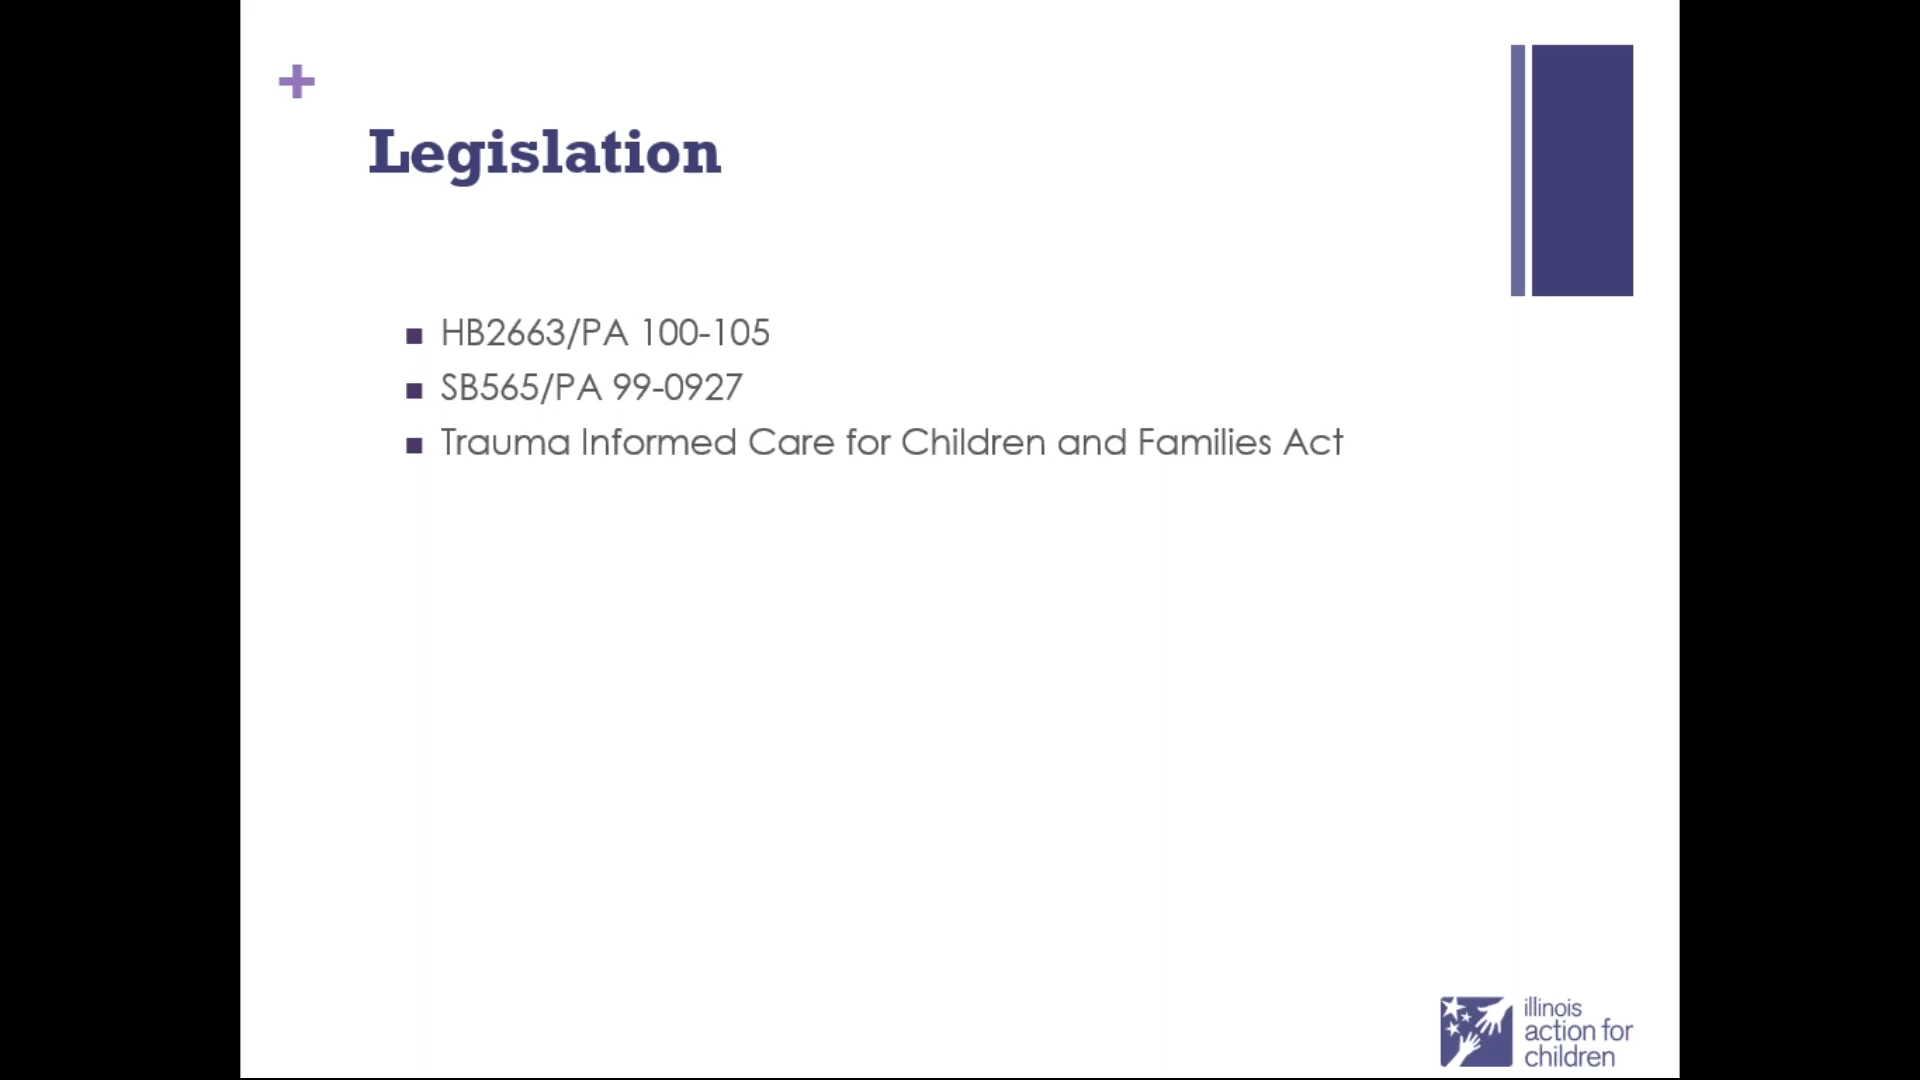 +
Legislation
HB2663/PA 100-105
SB565/PA 99-0927
Trauma Informed Care for Children and Families Act
illinois
action for
children